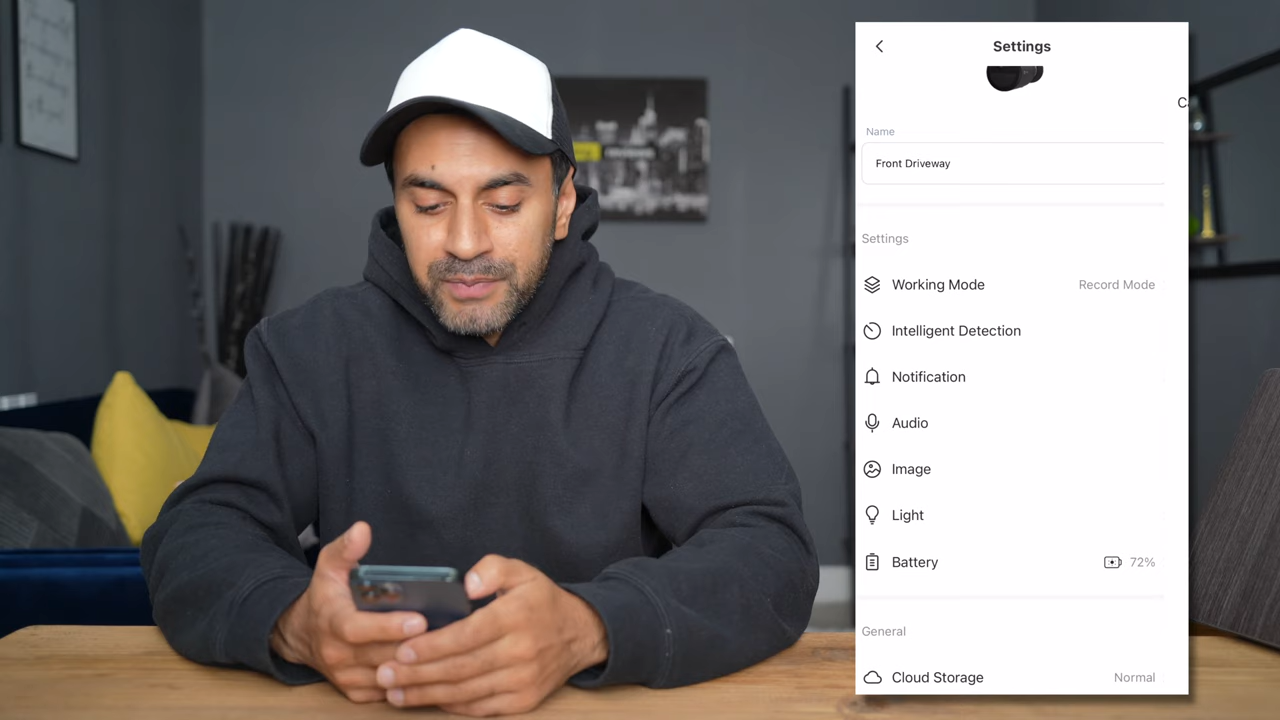 Settings
Name
Front Driveway
Settings
Working Mode Record Mode
Intelligent Detection
Notification
Audio
Image
Light
Battery 72%
General
Cloud Storage Normal